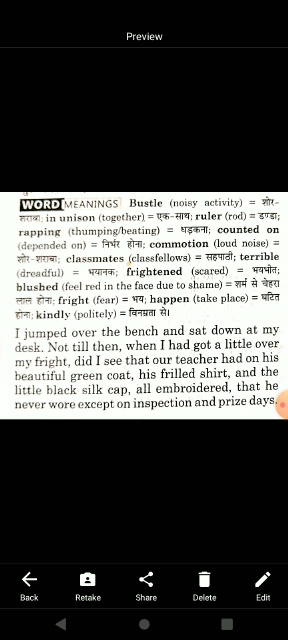 Preview
WORD MEANINGS Bustle (noisy activity) = शोर-
शराबा; in unison (together) = एक-साथ; ruler (rod) = डण्डा;
rapping (thumping/beating) = धड़कना; counted on
(depended on) = निर्भर होना; commotion (loud noise) =
शोर-शराबा; classmates (classfellows) = सहपाठी; terrible
(dreadful) = भयानक; frightened (scared) = भयभीत;
blushed (feel red in the face due to shame) = शर्म से चेहरा
लाल होना; fright (fear) = भय; happen (take place) = घटित
होना; kindly (politely) = विनम्रता से।
I jumped over the bench and sat down at my
desk. Not till then, when I had got a little over
my fright, did I see that our teacher had on his
beautiful green coat, his frilled shirt, and the
little black silk cap, all embroidered, that he
never wore except on inspection and prize days.
Back Retake Share Delete Edit